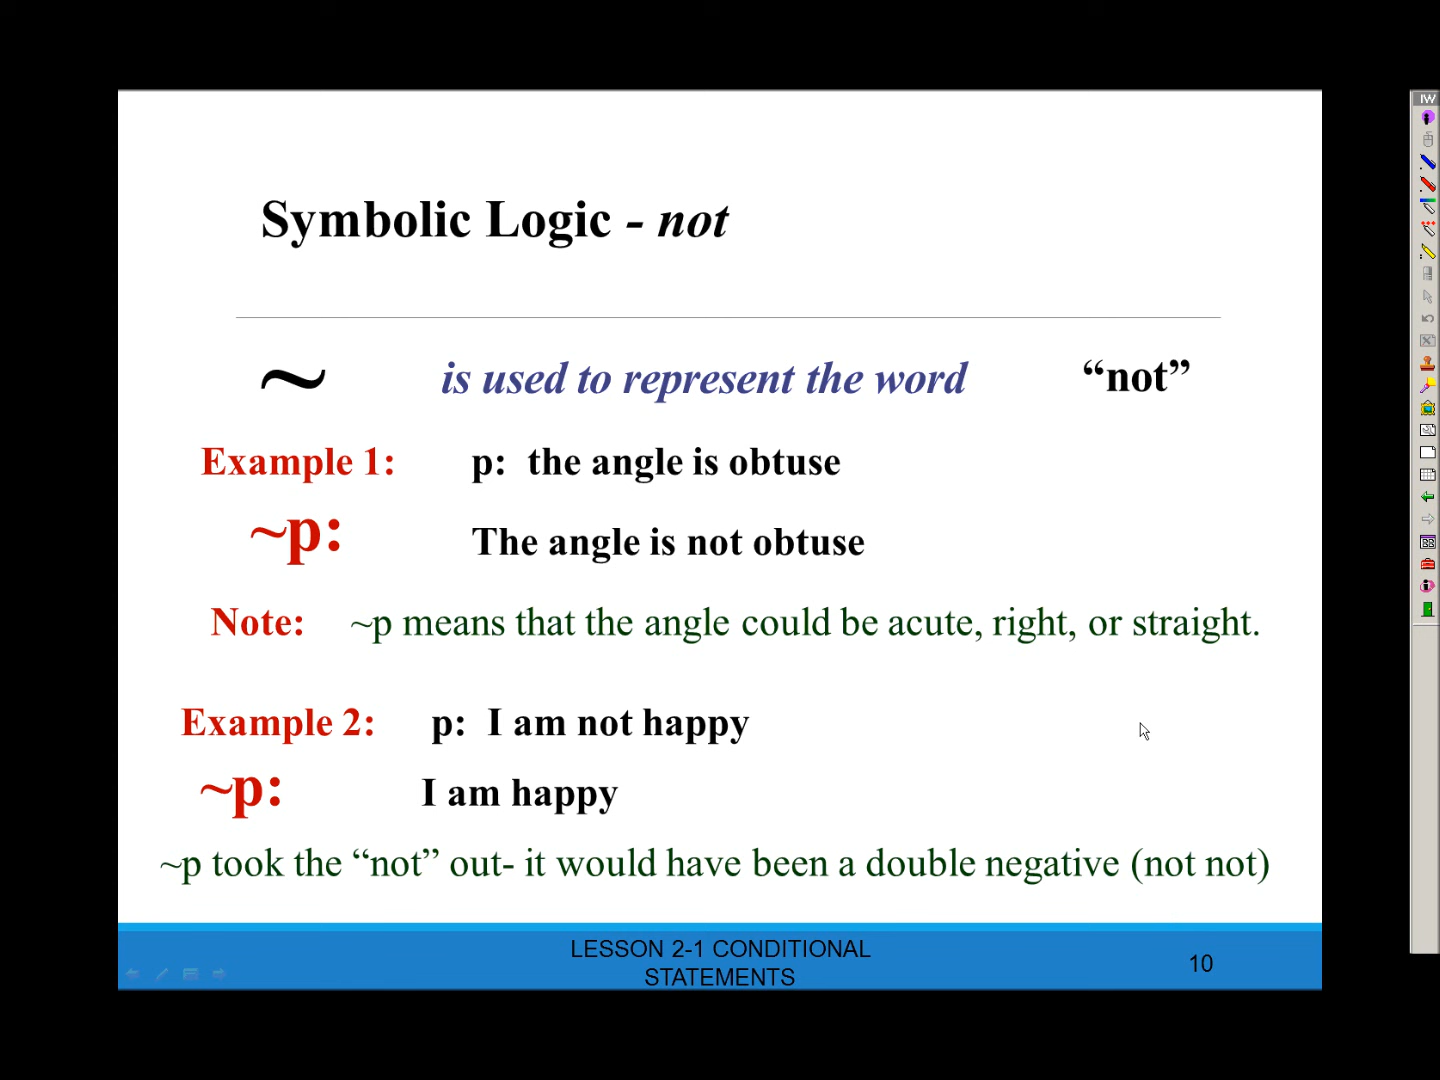 Symbolic Logic - not
~ is used to represent the word “not”
Example 1: p: the angle is obtuse
~p: The angle is not obtuse
Note: ~p means that the angle could be acute, right, or straight.
Example 2: p: I am not happy
~p: I am happy
~p took the “not” out- it would have been a double negative (not not)
LESSON 2-1 CONDITIONAL
STATEMENTS
10
IW